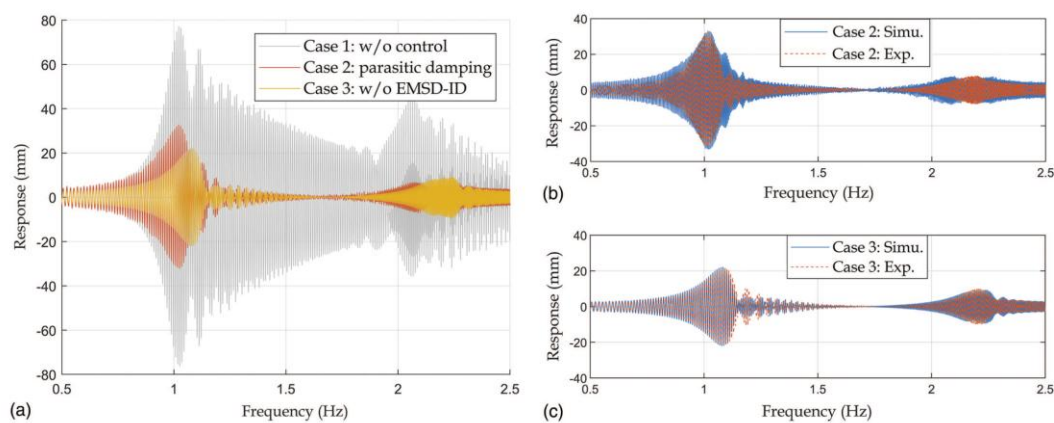 80
60
40
20
0
-20
-40
-60
-80
Response (mm)
Case 1: w/o control
Case 2: parasitic damping
Case 3: w/o EMSD-ID
0.5 1 1.5 2 2.5
Frequency (Hz)
(a)
40
20
0
-20
-40
Response (mm)
Case 2: Simu.
Case 2: Exp.
0.5 1 1.5 2 2.5
Frequency (Hz)
(b)
40
20
0
-20
-40
Response (mm)
Case 3: Simu.
Case 3: Exp.
0.5 1 1.5 2 2.5
Frequency (Hz)
(c)